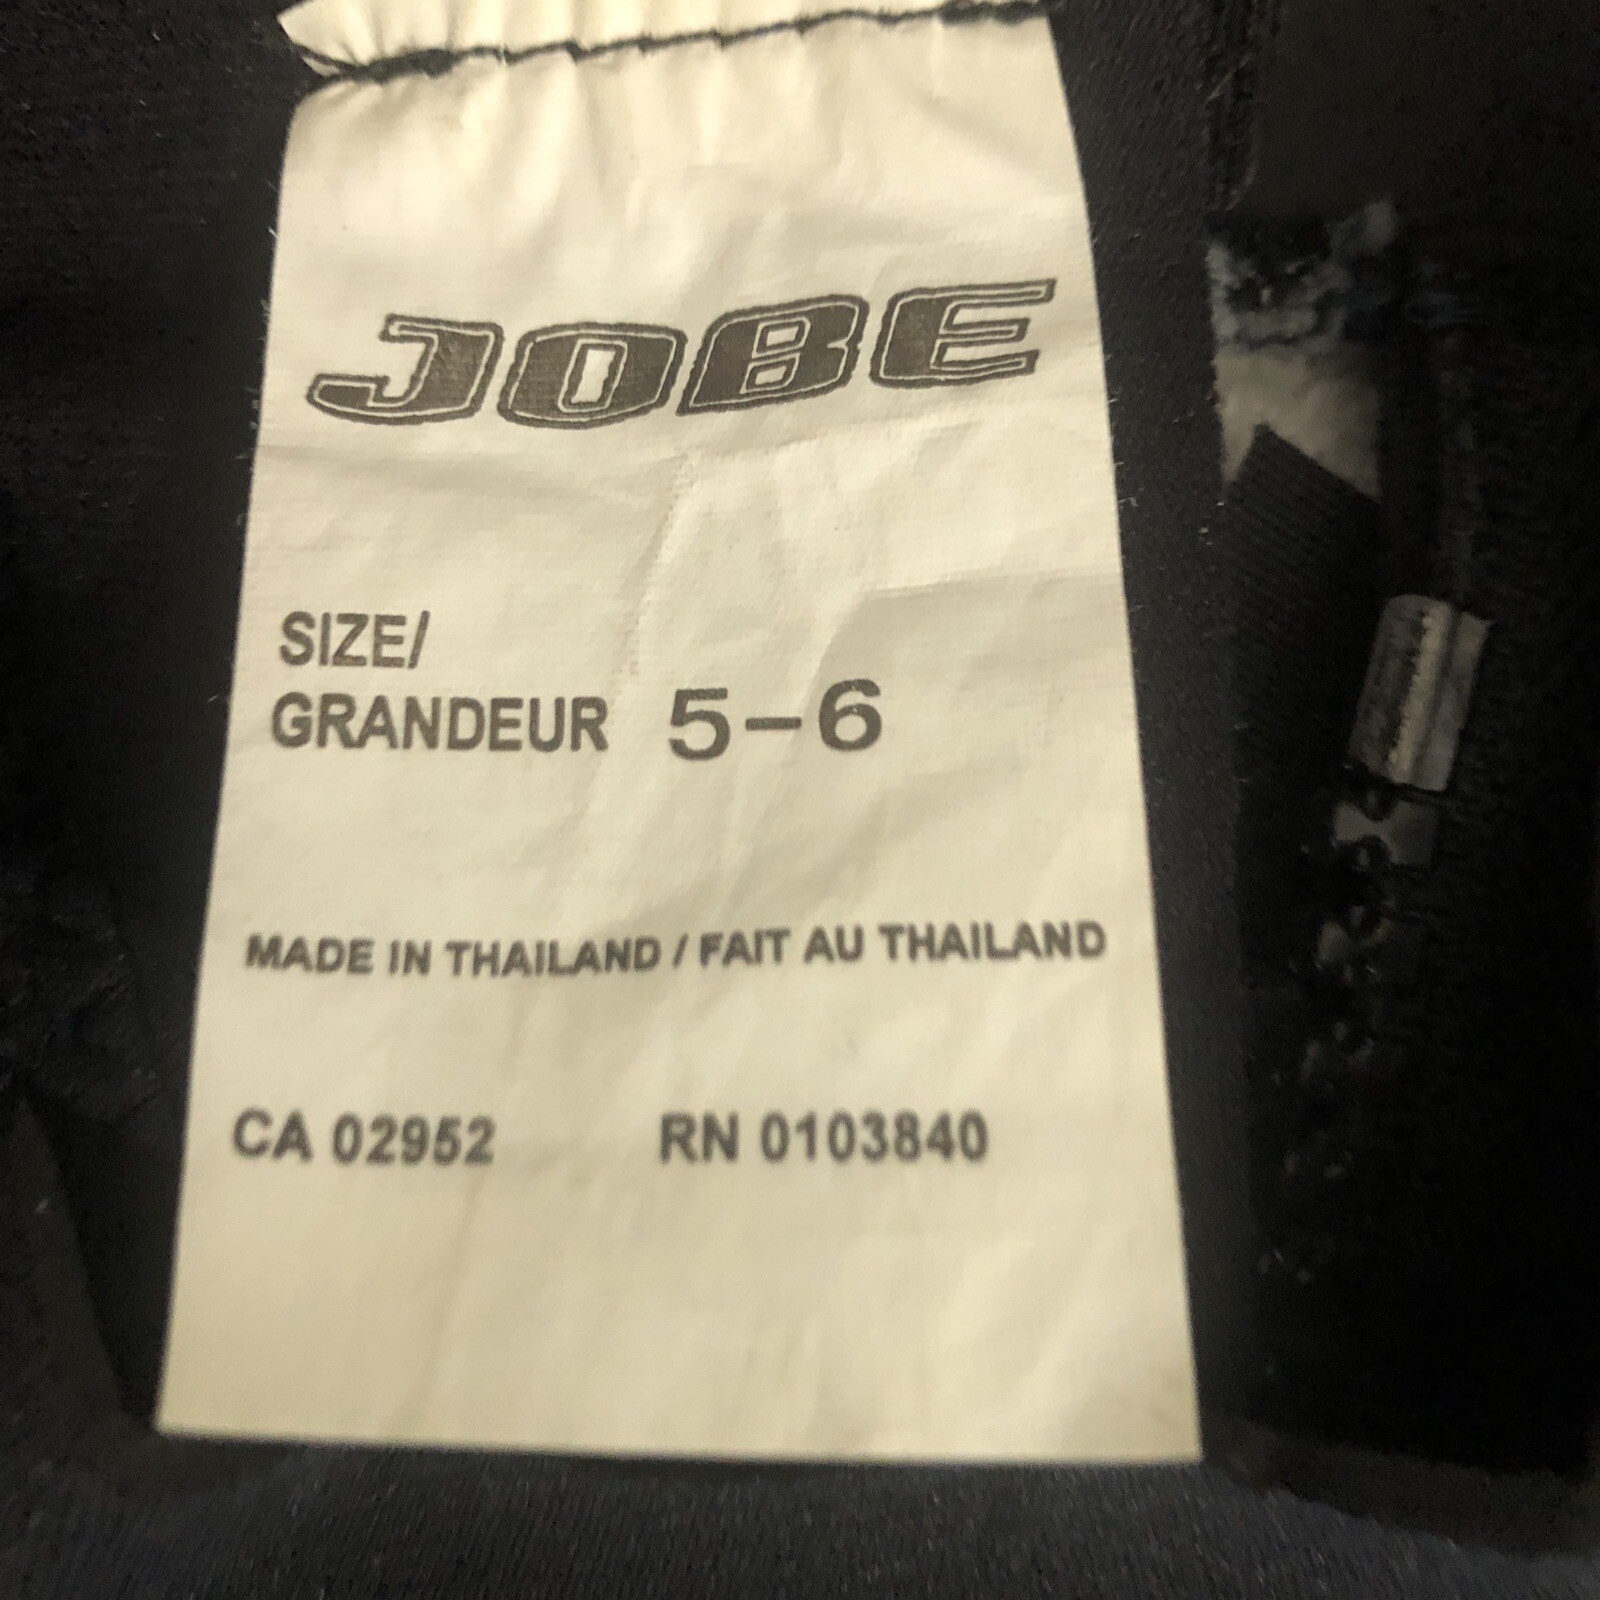 JOBE
SIZE/
GRANDEUR 5-6
MADE IN THAILAND / FAIT AU THAILAND
CA 02952 RN 0103840